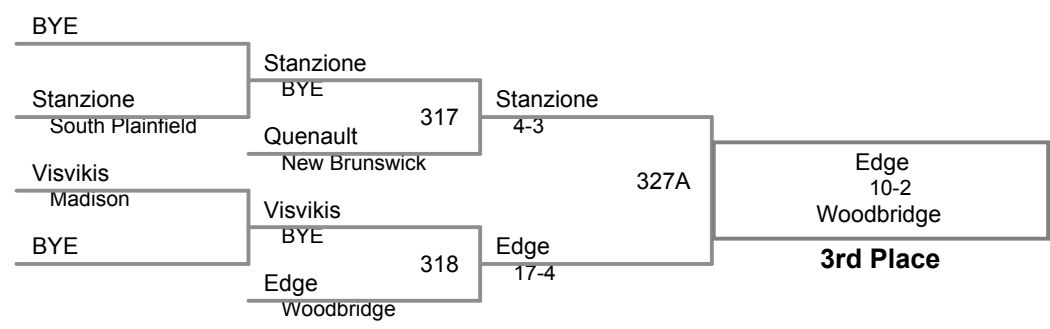 BYE
Stanzione
South Plainfield
Visvikis
Madison
BYE
Stanzione
BYE
317
Quenault
New Brunswick
Visvikis
BYE
318
Edge
Woodbridge
Stanzione
4-3
327A
Edge
17-4
Edge
10-2
Woodbridge
3rd Place